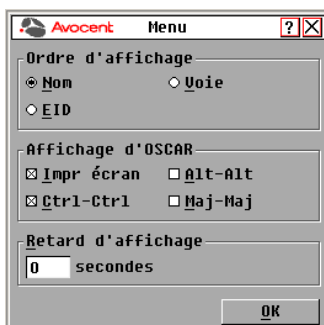 Avocent Menu ? X
Ordre d'affichage
Nom Voie
EID
Affichage d'OSCAR
Impr écran Alt-Alt
Ctrl-Ctrl Maj-Maj
Retard d'affichage
0 secondes
OK